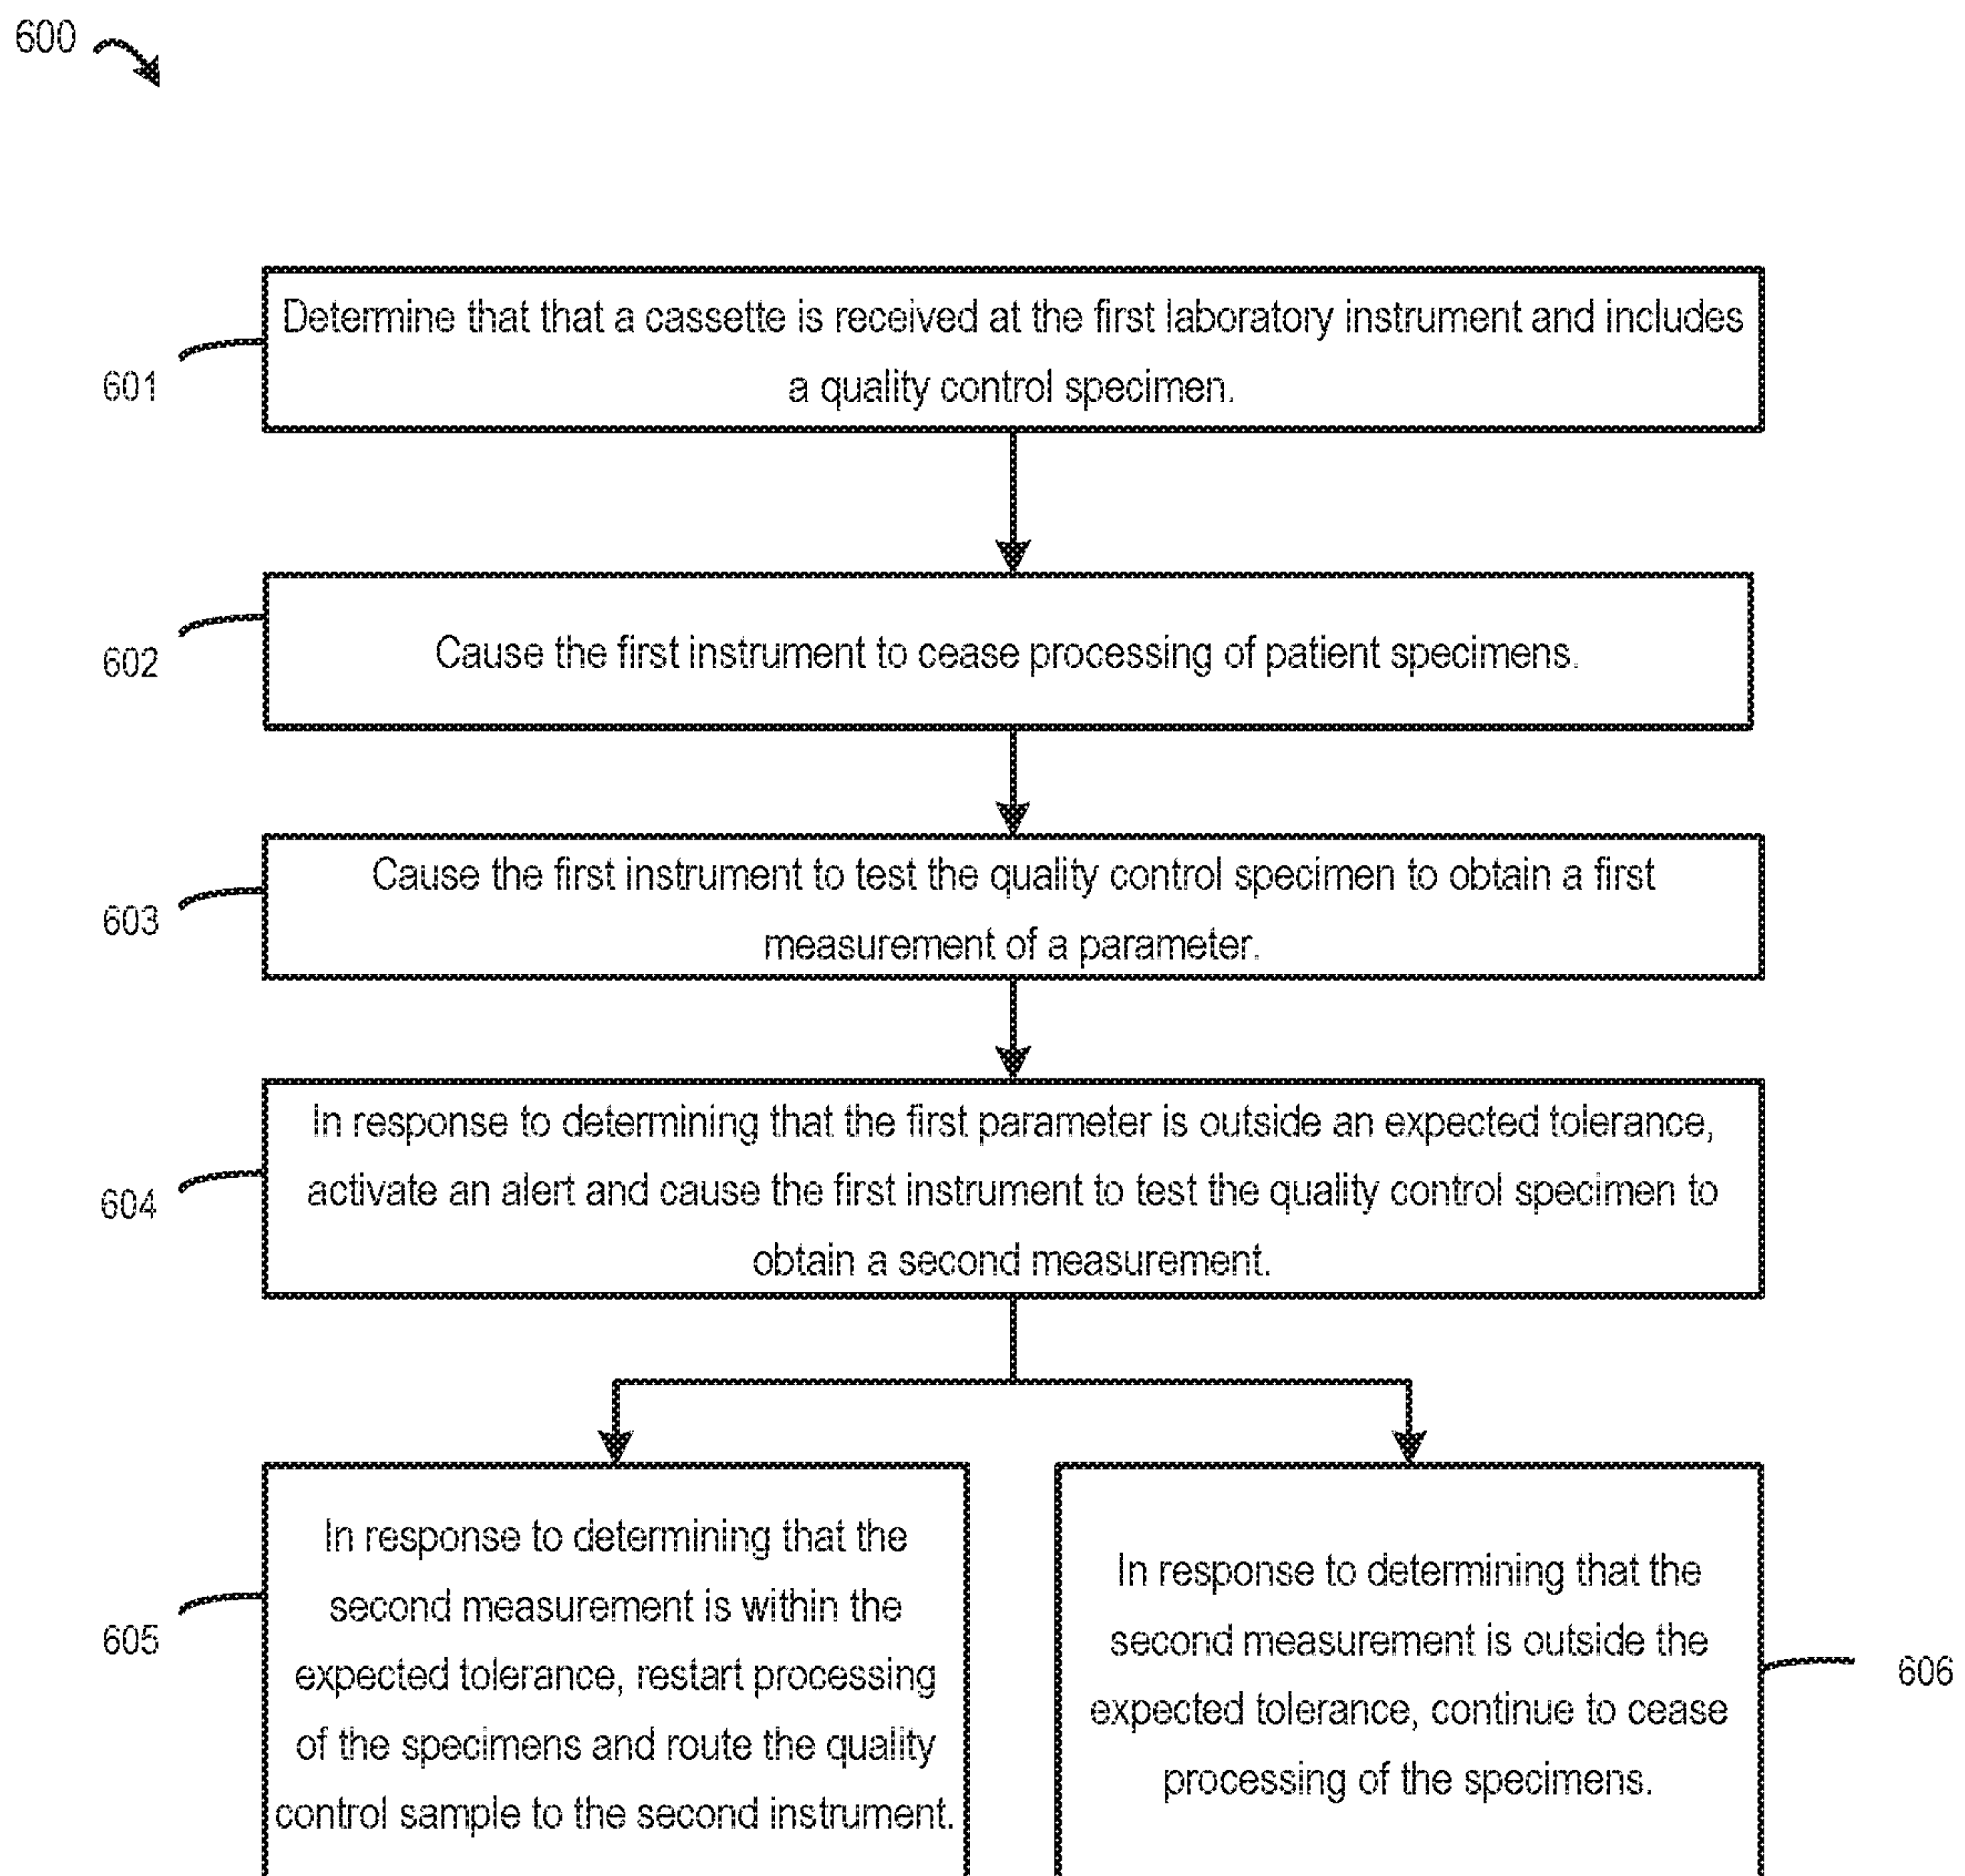 600
Determine that that a cassette is received at the first laboratory instrument and includes
a quality control specimen.
601
Cause the first instrument to cease processing of patient specimens.
602
Cause the first instrument to test the quality control specimen to obtain a first
measurement of a parameter.
603
In response to determining that the first parameter is outside an expected tolerance,
activate an alert and cause the first instrument to test the quality control specimen to
obtain a second measurement.
604
In response to determining that the
second measurement is within the
expected tolerance, restart processing
of the specimens and route the quality
control sample to the second instrument.
605
In response to determining that the
second measurement is outside the
expected tolerance, continue to cease
processing of the specimens.
606